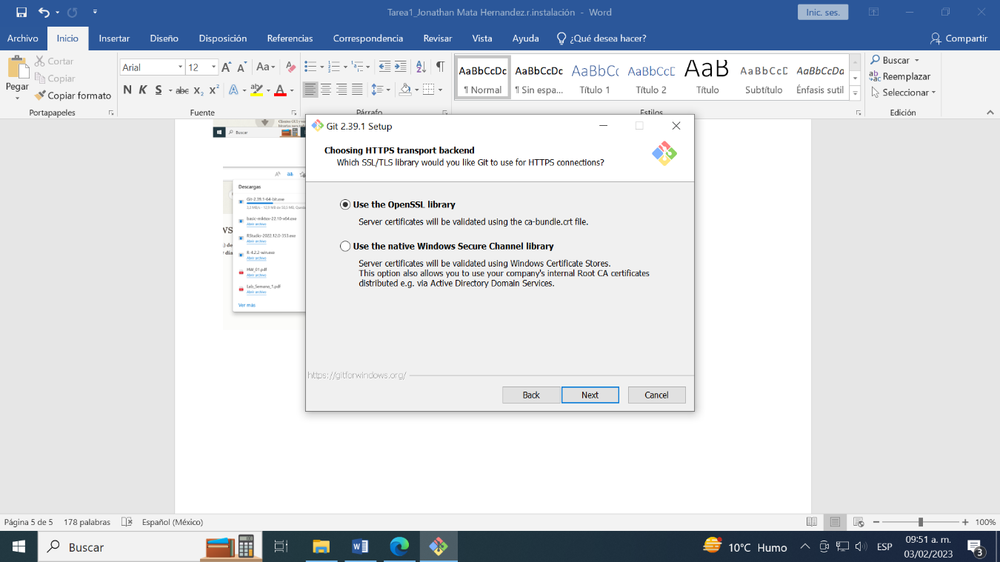 Tarea1_Jonathan Mata Hernandez.r.instalación - Word
Inic. ses.
Archivo Inicio Insertar Diseño Disposición Referencias Correspondencia Revisar Vista Ayuda ¿Qué desea hacer? Compartir
Pegar
Cortar
Copiar
Copiar formato
Portapapeles
Arial 12
N K S abc x₂ x²
Fuente
Párrafo
AaBbCcDc AaBbCcDc AaBbCc AaBbCcD AaB AaBbCcD AaBbCcDa
¶ Normal ¶ Sin espa... Título 1 Título 2 Título Subtítulo Énfasis sutil
Estilos
Buscar
Reemplazar
Seleccionar
Edición
Buscar
Descargas
Git-2.39.1-64-bit.exe
basic-miktex-22.10-x64.exe
Abrir archivo
RStudio-2022.12.0-353.exe
Abrir archivo
R-4.2.2-win.exe
Abrir archivo
HW_01.pdf
Abrir archivo
Lab_Semana_1.pdf
Abrir archivo
Ver más
Git 2.39.1 Setup
Choosing HTTPS transport backend
Which SSL/TLS library would you like Git to use for HTTPS connections?
Use the OpenSSL library
Server certificates will be validated using the ca-bundle.crt file.
Use the native Windows Secure Channel library
Server certificates will be validated using Windows Certificate Stores.
This option also allows you to use your company's internal Root CA certificates
distributed e.g. via Active Directory Domain Services.
https://gitforwindows.org/
Back Next Cancel
Página 5 de 5 178 palabras Español (México) 100%
Buscar
10°C Humo
ESP
09:51 a. m.
03/02/2023
3